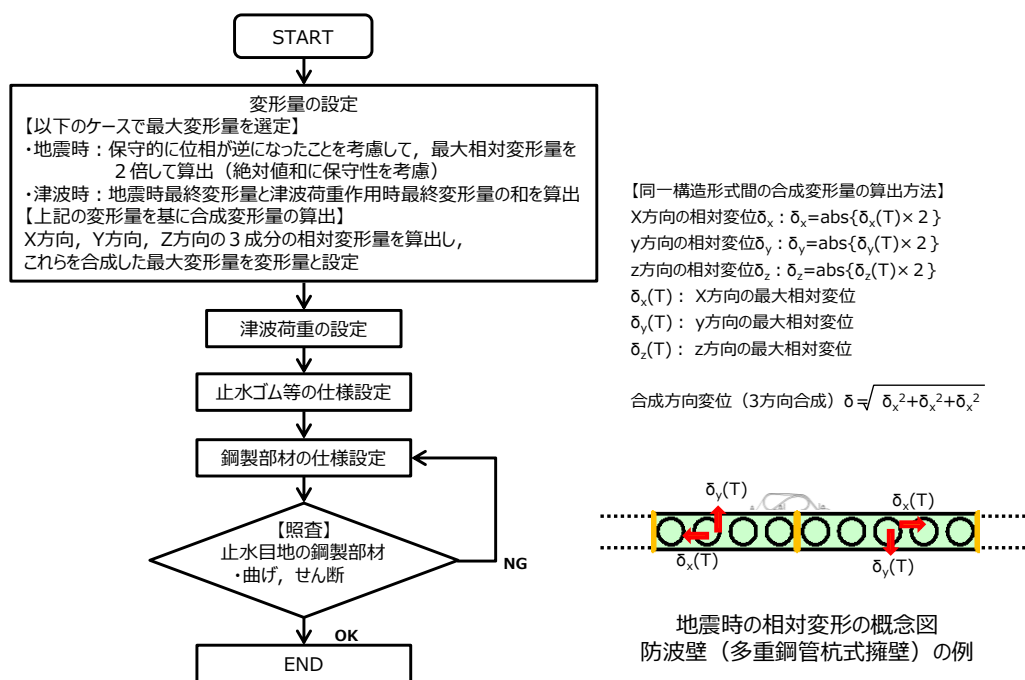 START
変形量の設定
【以下のケースで最大変形量を選定】
・地震時：保守的に位相が逆になったことを考慮して，最大相対変形量を
２倍して算出（絶対値和に保守性を考慮）
・津波時：地震時最終変形量と津波荷重作用時最終変形量の和を算出
【上記の変形量を基に合成変形量の算出】
X方向，Y方向，Z方向の３成分の相対変形量を算出し，
これらを合成した最大変形量を変形量と設定
津波荷重の設定
止水ゴム等の仕様設定
鋼製部材の仕様設定
【照査】
止水目地の鋼製部材
・曲げ，せん断
NG
OK
END
【同一構造形式間の合成変形量の算出方法】
X方向の相対変位δx：δx=abs{δx(T)×２}
y方向の相対変位δy：δy=abs{δy(T)×２}
z方向の相対変位δz：δz=abs{δz(T)×２}
δx(T)： X方向の最大相対変位
δy(T)： y方向の最大相対変位
δz(T)： z方向の最大相対変位
合成方向変位（3方向合成）δ=√ δx²+δx²+δx²
δy(T)
δx(T)
δx(T)
δy(T)
地震時の相対変形の概念図
防波壁（多重鋼管杭式擁壁）の例